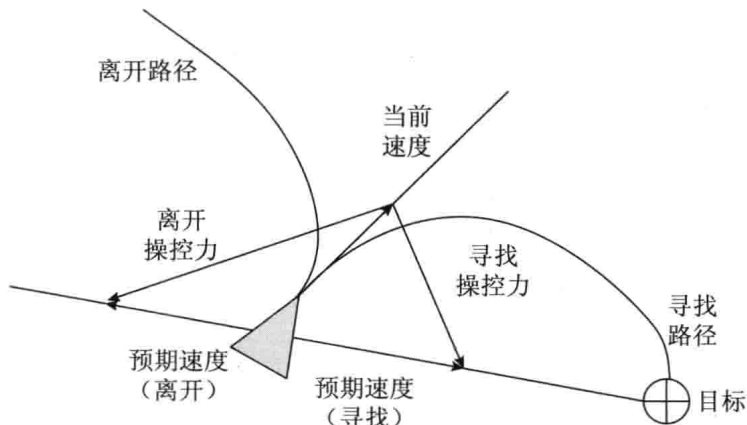 离开路径
当前
速度
离开
操控力
寻找
操控力
寻找
路径
预期速度
（离开）
预期速度
（寻找）
目标